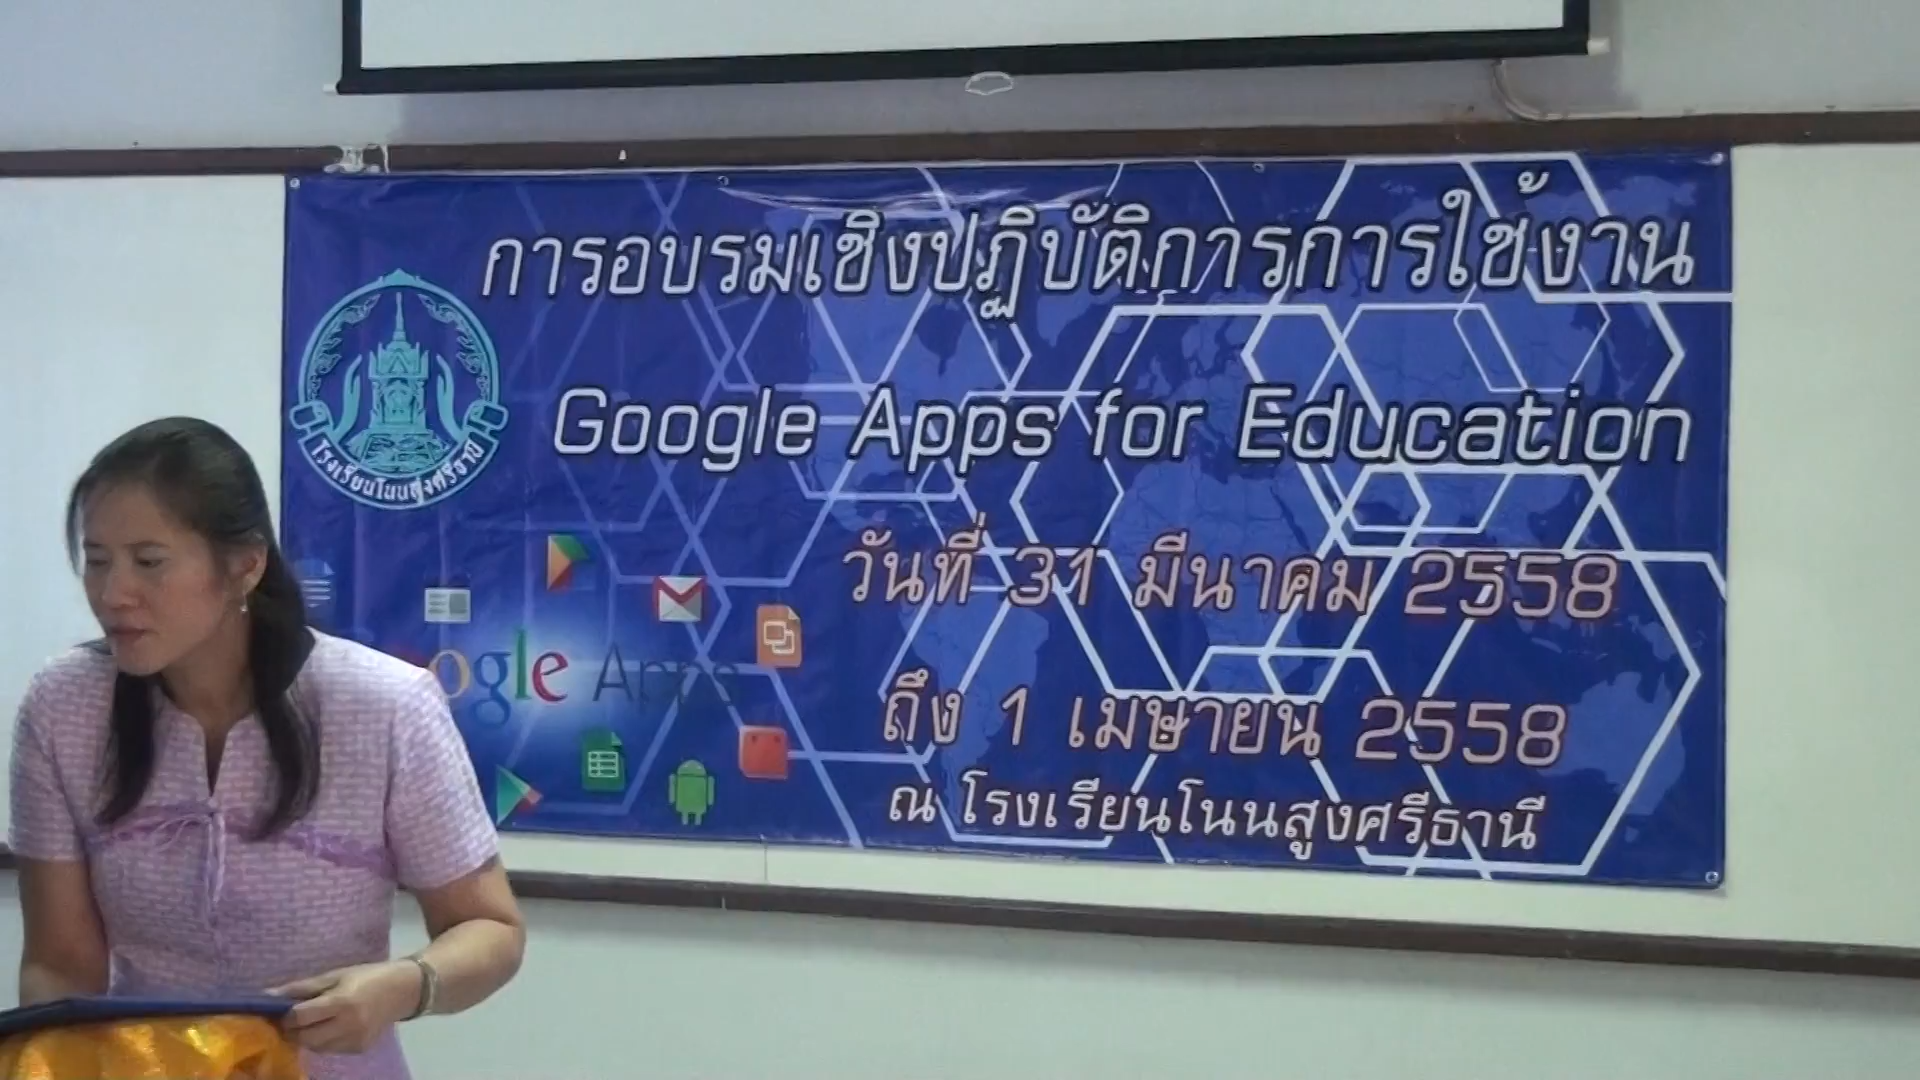 การอบรมเชิงปฏิบัติการการใช้งาน
Google Apps for Education
วันที่ 31 มีนาคม 2558
ถึง 1 เมษายน 2558
ณ โรงเรียนโนนสูงศรีธานี
โรงเรียนโนนสูงศรีธานี
ogle Apps